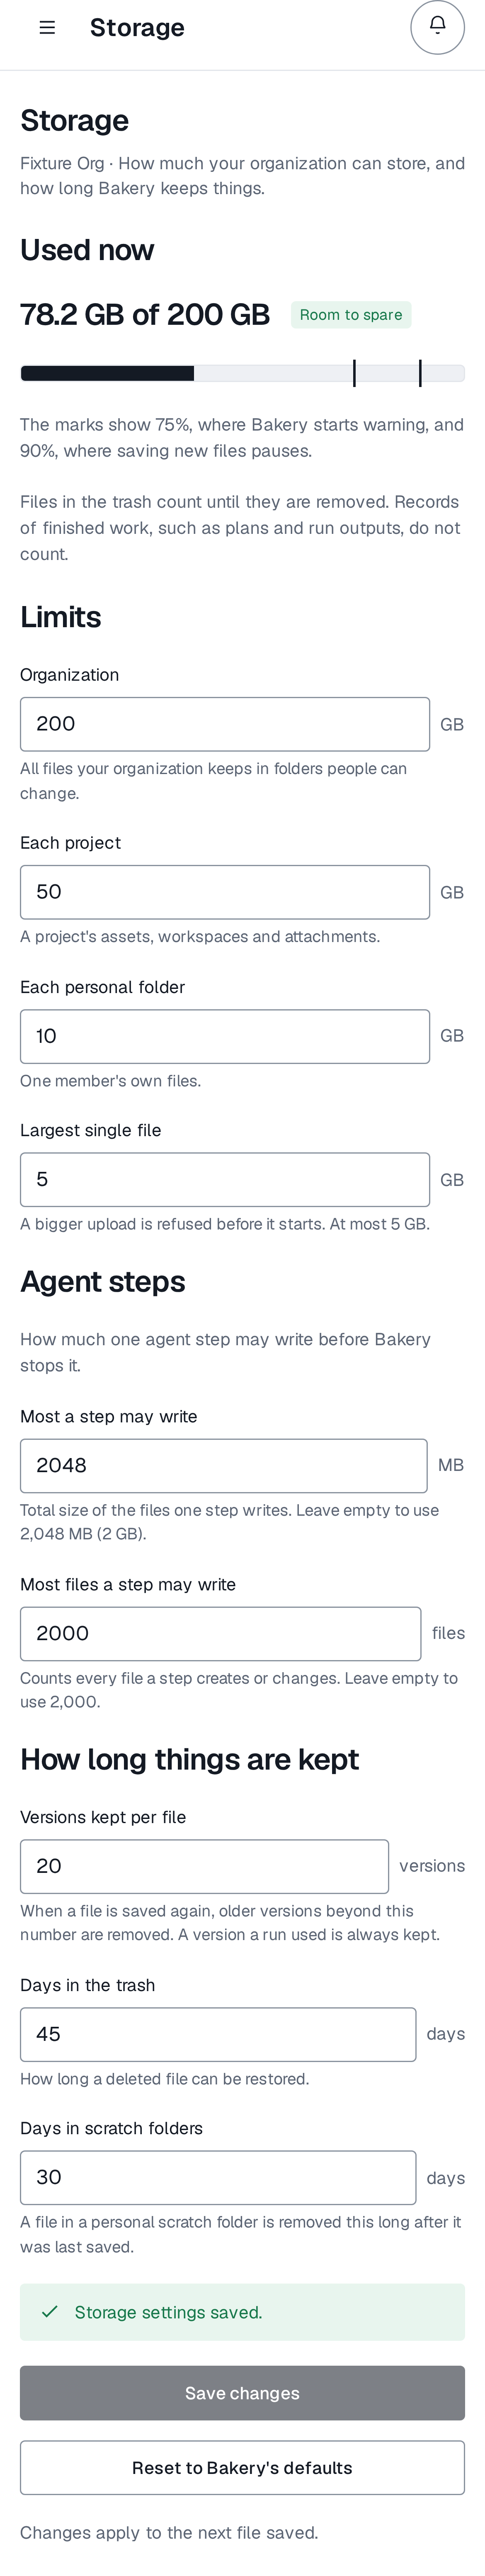 Storage
Storage
Fixture Org · How much your organization can store, and
how long Bakery keeps things.
Used now
78.2 GB of 200 GB
Room to spare
The marks show 75%, where Bakery starts warning, and
90%, where saving new files pauses.
Files in the trash count until they are removed. Records
of finished work, such as plans and run outputs, do not
count.
Limits
Organization
200
GB
All files your organization keeps in folders people can
change.
Each project
50
GB
A project's assets, workspaces and attachments.
Each personal folder
10
GB
One member's own files.
Largest single file
5
GB
A bigger upload is refused before it starts. At most 5 GB.
Agent steps
How much one agent step may write before Bakery
stops it.
Most a step may write
2048
MB
Total size of the files one step writes. Leave empty to use
2,048 MB (2 GB).
Most files a step may write
2000
files
Counts every file a step creates or changes. Leave empty to
use 2,000.
How long things are kept
Versions kept per file
20
versions
When a file is saved again, older versions beyond this
number are removed. A version a run used is always kept.
Days in the trash
45
days
How long a deleted file can be restored.
Days in scratch folders
30
days
A file in a personal scratch folder is removed this long after it
was last saved.
Storage settings saved.
Save changes
Reset to Bakery's defaults
Changes apply to the next file saved.